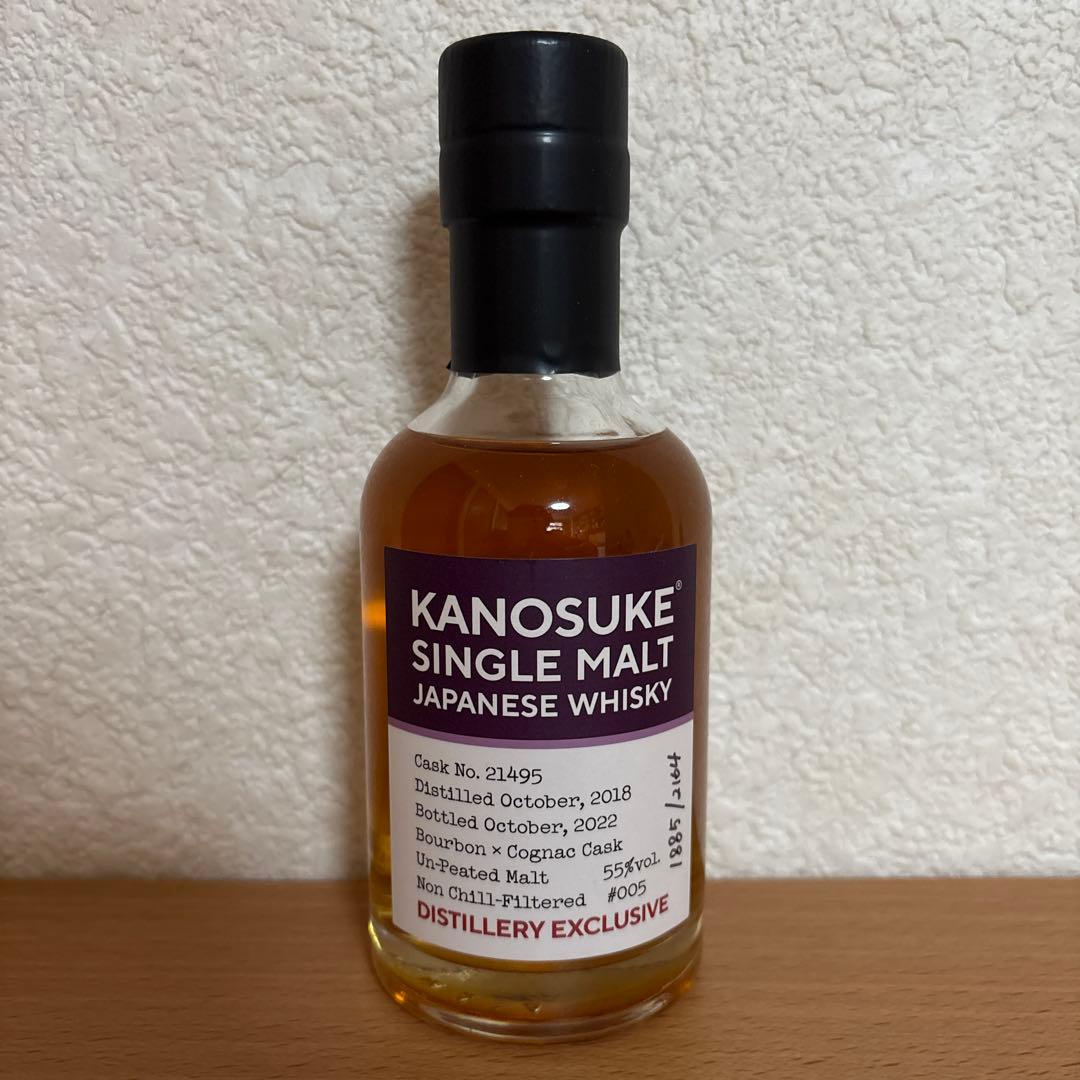 KANOSUKE®
SINGLE MALT
JAPANESE WHISKY
Cask No. 21495
Distilled October, 2018
Bottled October, 2022
Bourbon × Cognac Cask
Un-Peated Malt 55%vol.
Non Chill-Filtered #005
DISTILLERY EXCLUSIVE
1885/2164